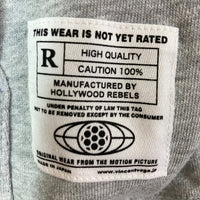 THIS WEAR IS NOT YET RATED
R
HIGH QUALITY
CAUTION 100%
MANUFACTURED BY
HOLLYWOOD REBELS
UNDER PENALTY OF LAW THIS TAG
NOT TO BE REMOVED EXCEPT BY THE CONSUMER
ORIGINAL WEAR FROM THE MOTION PICTURE
MADE IN JAPAN